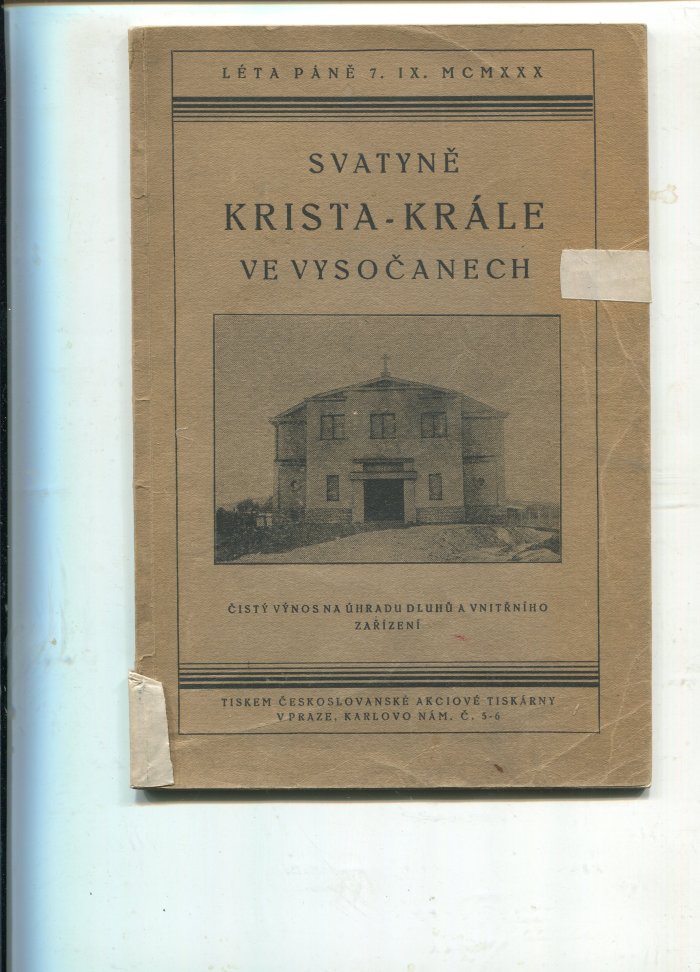 LÉTA PÁNĚ 7. IX. MCMXXX
SVATYNĚ
KRISTA-KRÁLE
VE VYSOČANECH
ČISTÝ VÝNOS NA ÚHRADU DLUHŮ A VNITŘNÍHO
ZAŘÍZENÍ
TISKEM ČESKOSLOVANSKÉ AKCIOVÉ TISKÁRNY
V PRAZE, KARLOVO NÁM. Č. 5-6